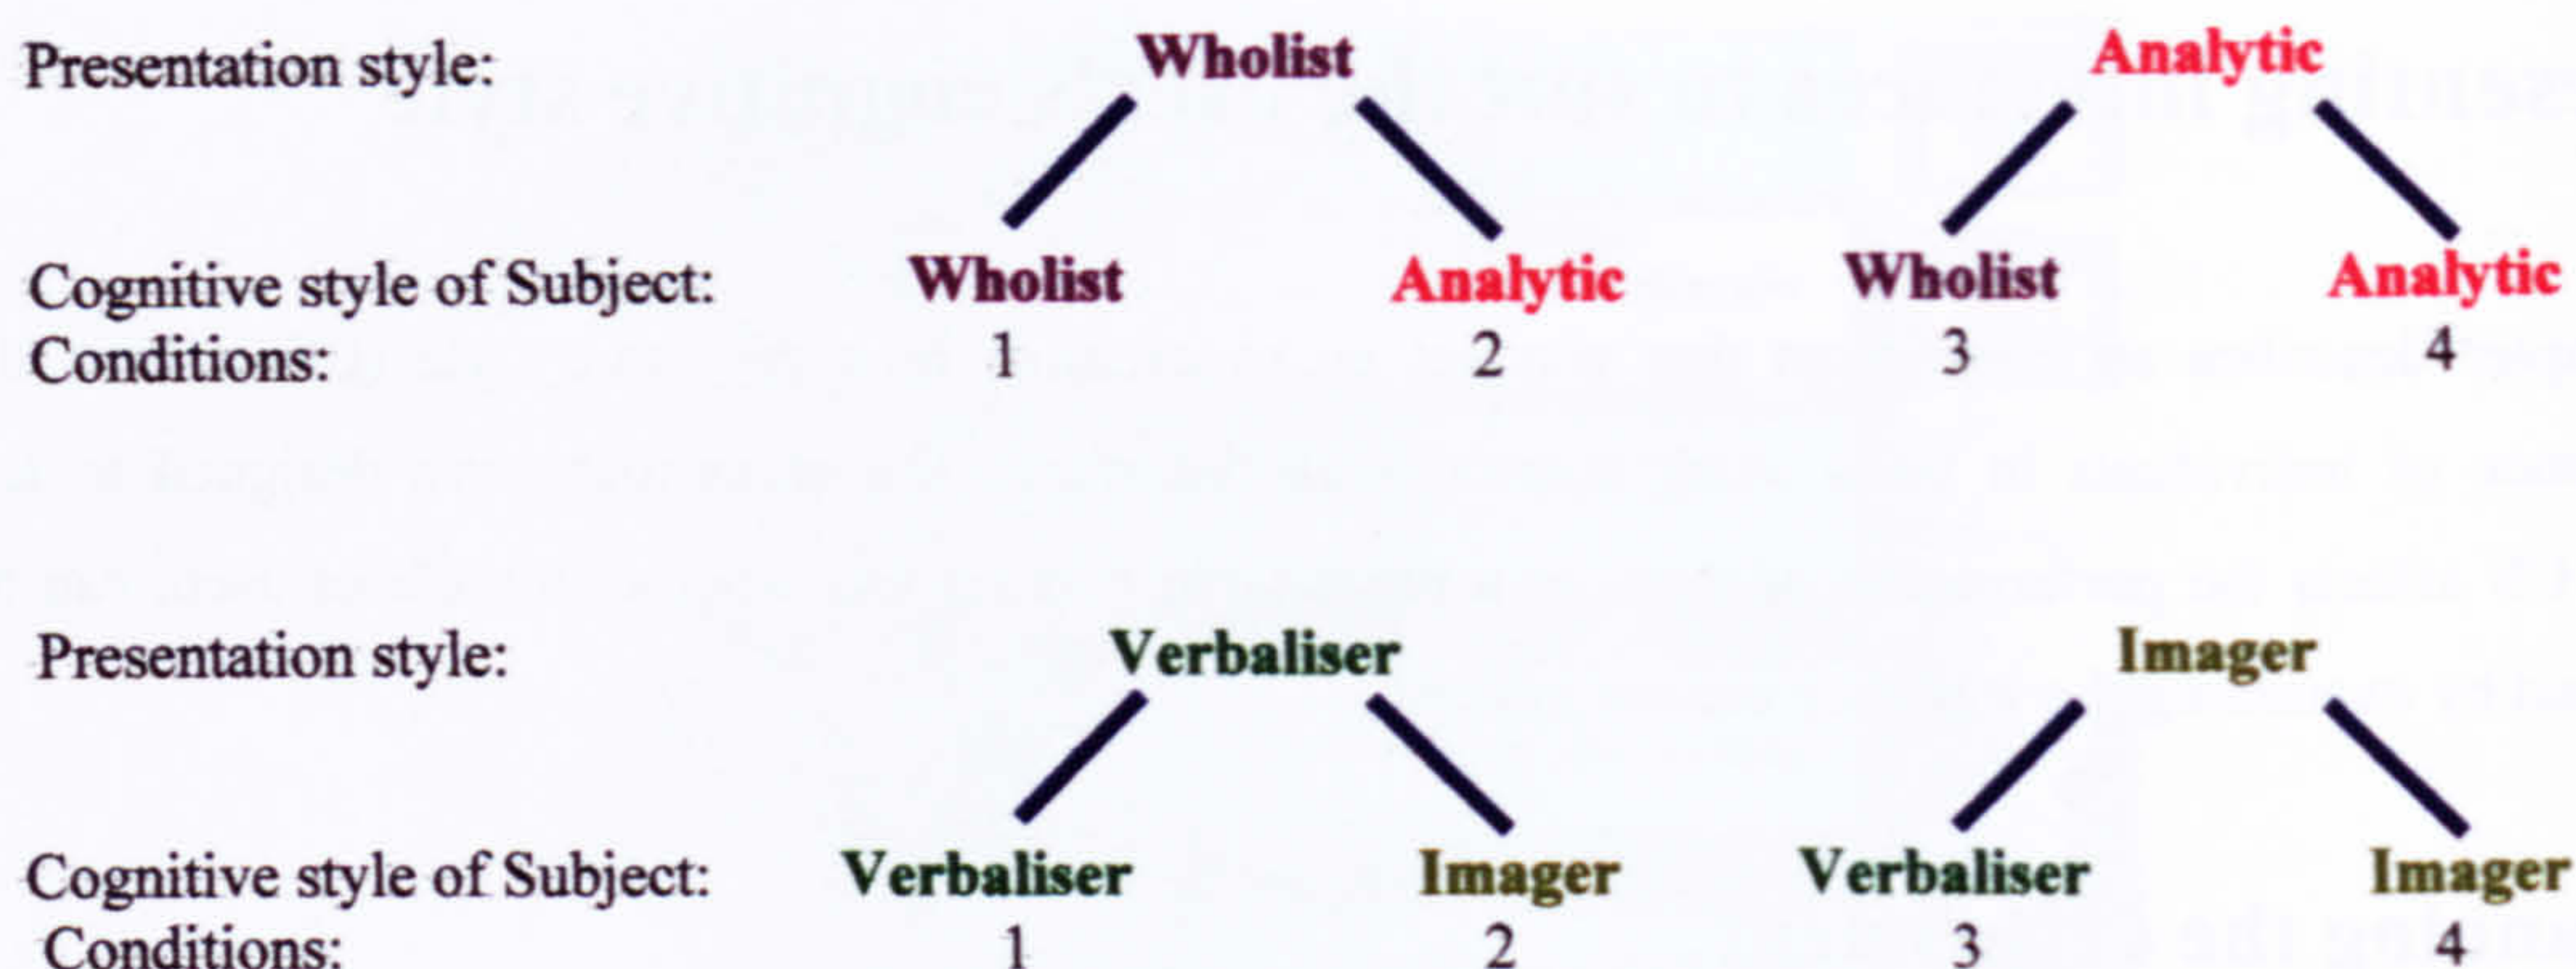 Presentation style: Wholist Analytic
Cognitive style of Subject: Wholist Analytic Wholist Analytic
Conditions: 1 2 3 4
Presentation style: Verbaliser Imager
Cognitive style of Subject: Verbaliser Imager Verbaliser Imager
Conditions: 1 2 3 4